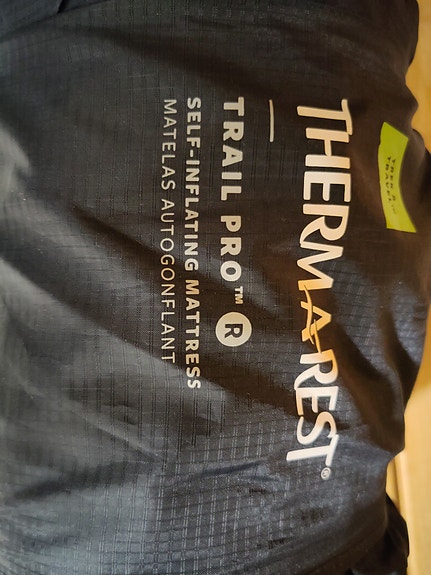 THERMAREST®
TRAIL PRO™ R
SELF-INFLATING MATTRESS
MATELAS AUTOGONFLANT